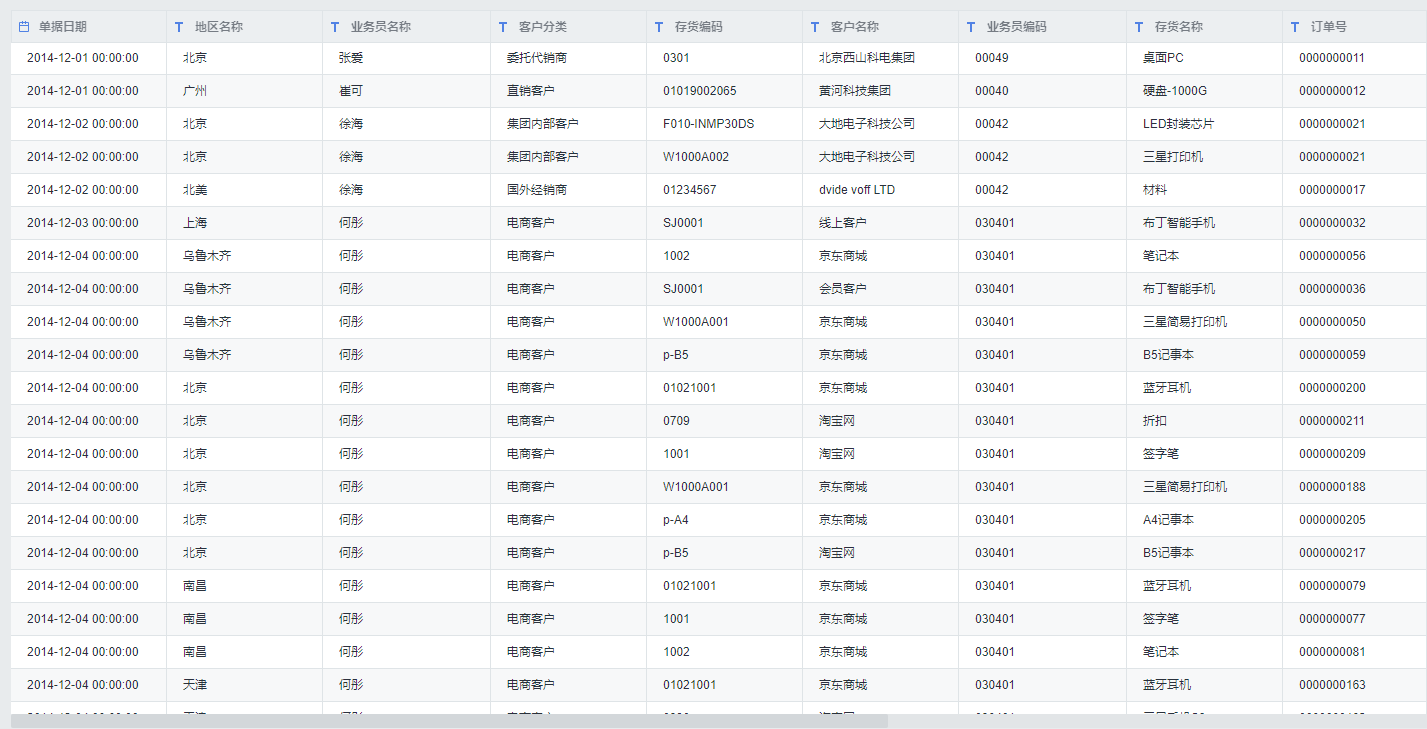 单据日期 地区名称 业务员名称 客户分类 存货编码 客户名称 业务员编码 存货名称 订单号
2014-12-01 00:00:00 北京 张爱 委托代销商 0301 北京西山科电集团 00049 桌面PC 0000000011
2014-12-01 00:00:00 广州 崔可 直销客户 01019002065 黄河科技集团 00040 硬盘-1000G 0000000012
2014-12-02 00:00:00 北京 徐海 集团内部客户 F010-INMP30DS 大地电子科技公司 00042 LED封装芯片 0000000021
2014-12-02 00:00:00 北京 徐海 集团内部客户 W1000A002 大地电子科技公司 00042 三星打印机 0000000021
2014-12-02 00:00:00 北美 徐海 国外经销商 01234567 dvide voff LTD 00042 材料 0000000017
2014-12-03 00:00:00 上海 何彤 电商客户 SJ0001 线上客户 030401 布丁智能手机 0000000032
2014-12-04 00:00:00 乌鲁木齐 何彤 电商客户 1002 京东商城 030401 笔记本 0000000056
2014-12-04 00:00:00 乌鲁木齐 何彤 电商客户 SJ0001 会员客户 030401 布丁智能手机 0000000036
2014-12-04 00:00:00 乌鲁木齐 何彤 电商客户 W1000A001 京东商城 030401 三星简易打印机 0000000050
2014-12-04 00:00:00 乌鲁木齐 何彤 电商客户 p-B5 京东商城 030401 B5记事本 0000000059
2014-12-04 00:00:00 北京 何彤 电商客户 01021001 京东商城 030401 蓝牙耳机 0000000200
2014-12-04 00:00:00 北京 何彤 电商客户 0709 淘宝网 030401 折扣 0000000211
2014-12-04 00:00:00 北京 何彤 电商客户 1001 淘宝网 030401 签字笔 0000000209
2014-12-04 00:00:00 北京 何彤 电商客户 W1000A001 京东商城 030401 三星简易打印机 0000000188
2014-12-04 00:00:00 北京 何彤 电商客户 p-A4 京东商城 030401 A4记事本 0000000205
2014-12-04 00:00:00 北京 何彤 电商客户 p-B5 淘宝网 030401 B5记事本 0000000217
2014-12-04 00:00:00 南昌 何彤 电商客户 01021001 京东商城 030401 蓝牙耳机 0000000079
2014-12-04 00:00:00 南昌 何彤 电商客户 1001 京东商城 030401 签字笔 0000000077
2014-12-04 00:00:00 南昌 何彤 电商客户 1002 京东商城 030401 笔记本 0000000081
2014-12-04 00:00:00 天津 何彤 电商客户 01021001 京东商城 030401 蓝牙耳机 0000000163